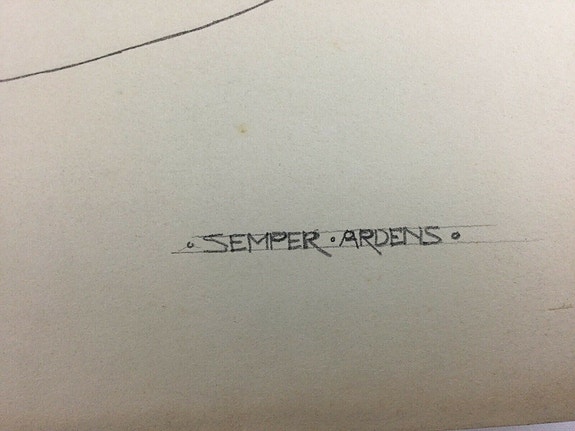 • SEMPER • ARDENS •